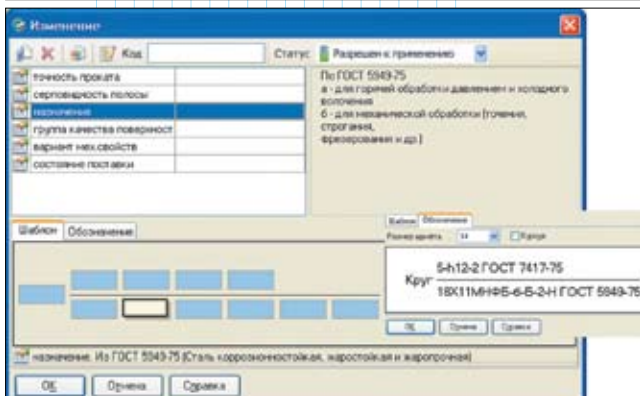 Изменение
Код Статус Разрешен к применению
точность проката
серповидность полосы
назначение
группа качества поверхност
вариант мех.свойств
состояние поставки
По ГОСТ 5949-75
а - для горячей обработки давлением и холодного
волочения
б - для механической обработки (точения,
строгания,
фрезерования и др.)
Шаблон Обозначение
Шаблон Обозначение
Размер шрифта 14
Круг
5-h12-2 ГОСТ 7417-75
18Х11МНФБ-б-Б-2-Н ГОСТ 5949-75
ОК Отмена Справка
назначение. Из ГОСТ 5949-75 (Сталь коррозионностойкая, жаростойкая и жаропрочная)
ОК Отмена Справка